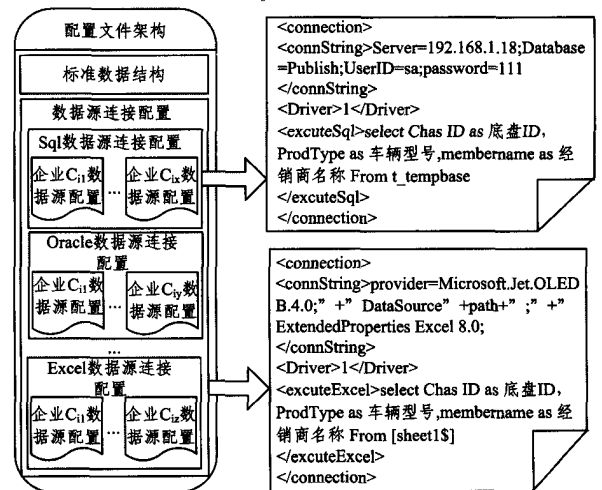 配置文件架构
标准数据结构
数据源连接配置
Sql数据源连接配置
企业Ci1数
据源配置
...
企业Cix数
据源配置
Oracle数据源连接
配置
企业Ci1数
据源配置
...
企业Ciy数
据源配置
...
Excel数据源连接
配置
企业Ci1数
据源配置
...
企业Ciz数
据源配置
<connection>
<connString>Server=192.168.1.18;Database
=Publish;UserID=sa;password=111
</connString>
<Driver>1</Driver>
<excuteSql>select Chas ID as 底盘ID,
ProdType as 车辆型号,membername as 经
销商名称 From t_tempbase
</excuteSql>
</connection>
<connection>
<connString>provider=Microsoft.Jet.OLED
B.4.0;” +” DataSource” +path+” ;” +”
ExtendedProperties Excel 8.0;
</connString>
<Driver>1</Driver>
<excuteExcel>select Chas ID as 底盘ID,
ProdType as 车辆型号,membername as 经
销商名称 From [sheet1$]
</excuteExcel>
</connection>